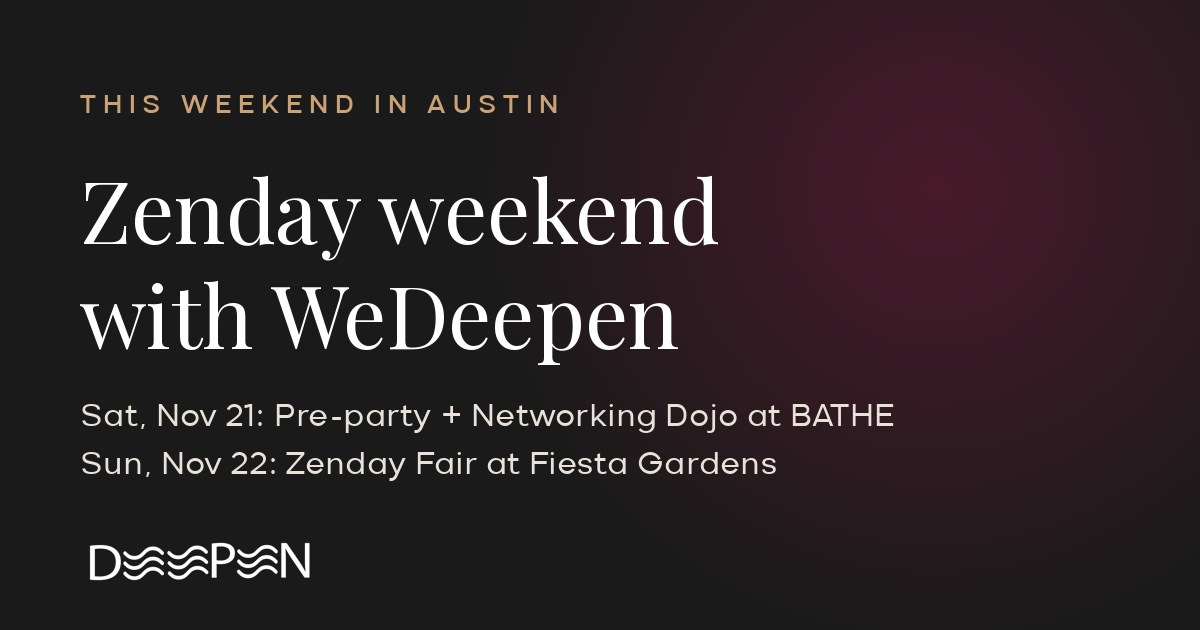 THIS WEEKEND IN AUSTIN
Zenday weekend
with WeDeepen
Sat, Nov 21: Pre-party + Networking Dojo at BATHE
Sun, Nov 22: Zenday Fair at Fiesta Gardens
DEEPEN